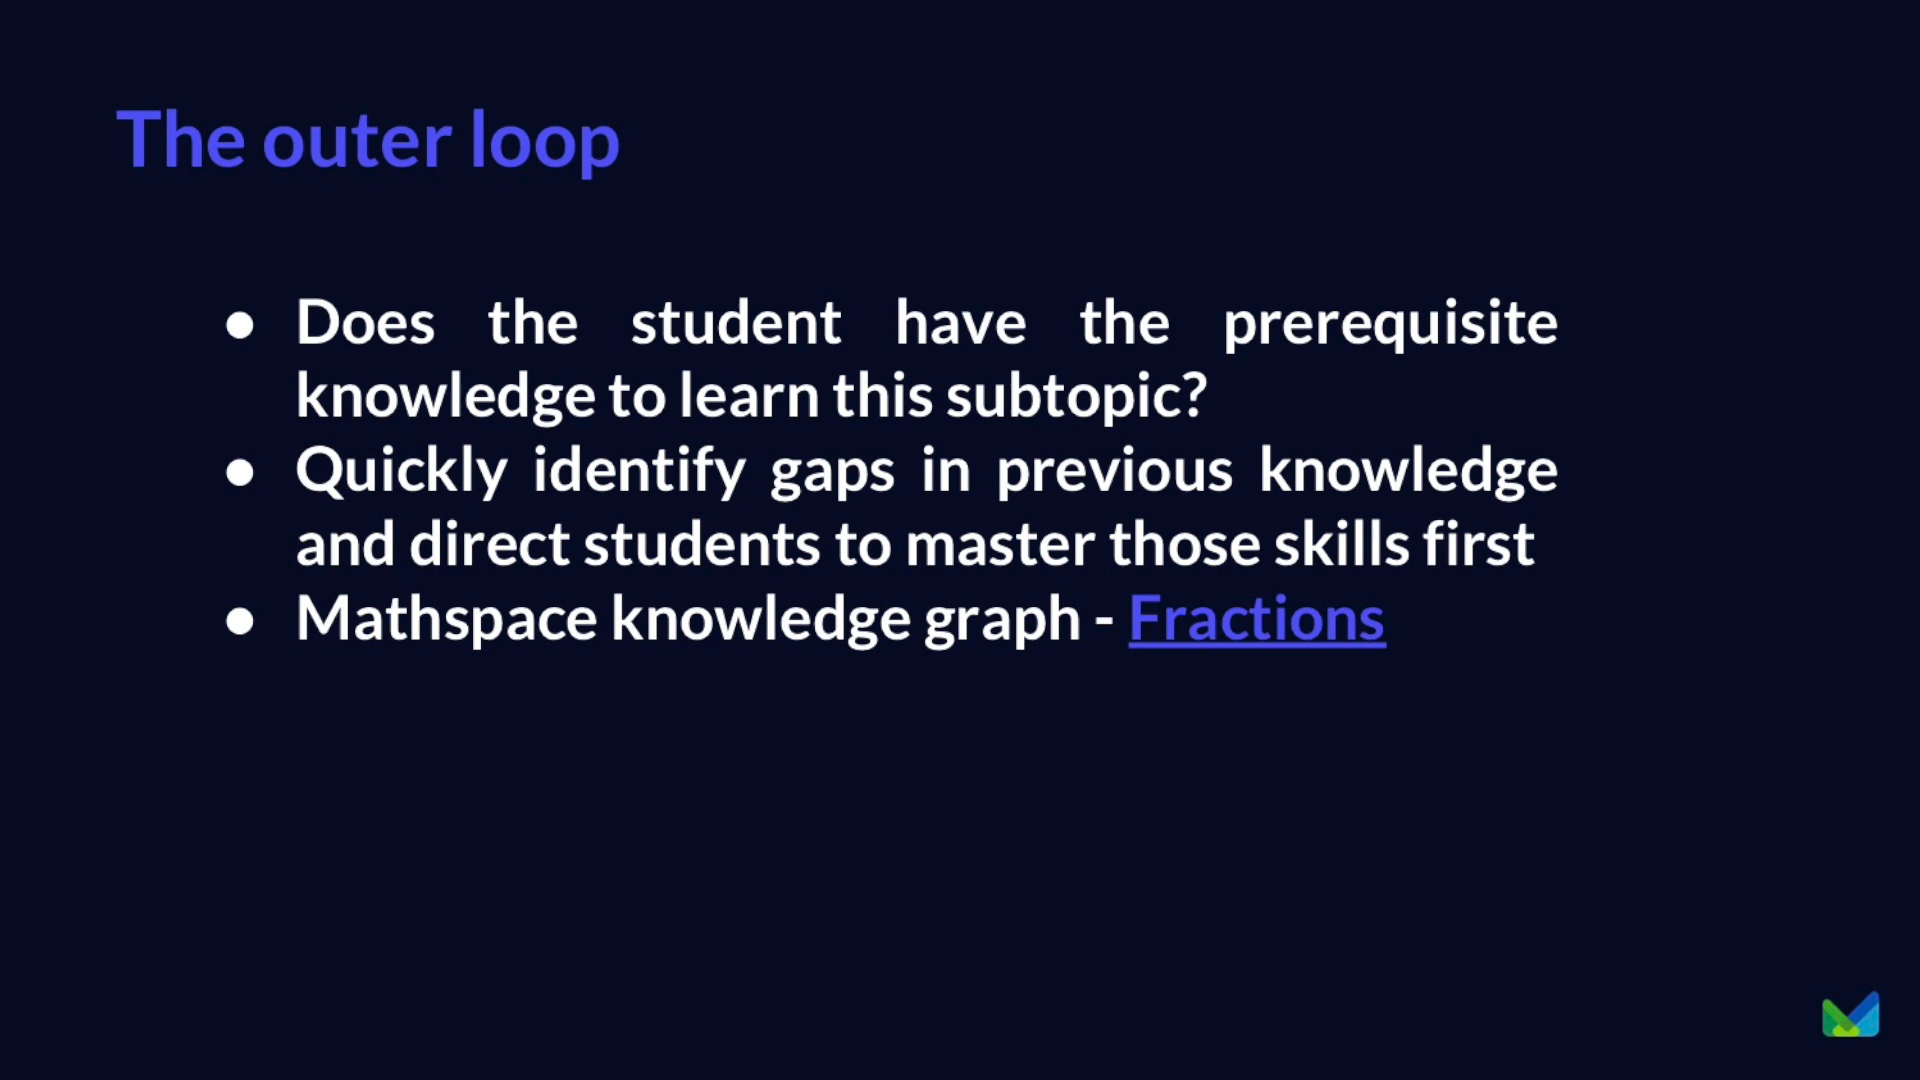 The outer loop
● Does the student have the prerequisite
knowledge to learn this subtopic?
● Quickly identify gaps in previous knowledge
and direct students to master those skills first
● Mathspace knowledge graph - Fractions